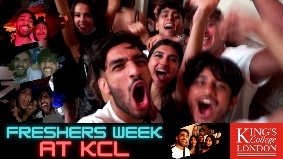 FRESHERS WEEK
AT KCL
KING'S
College
LONDON